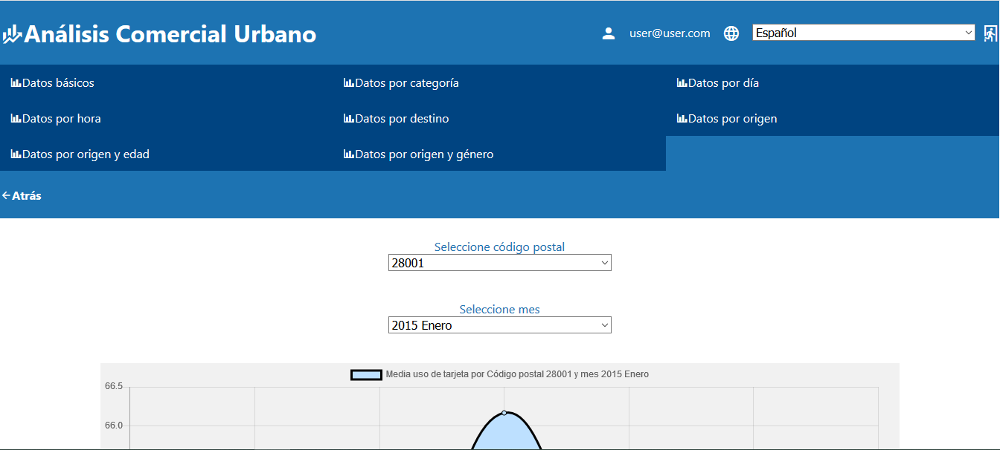 Análisis Comercial Urbano
user@user.com
Español
Datos básicos
Datos por categoría
Datos por día
Datos por hora
Datos por destino
Datos por origen
Datos por origen y edad
Datos por origen y género
Atrás
Seleccione código postal
28001
Seleccione mes
2015 Enero
Media uso de tarjeta por Código postal 28001 y mes 2015 Enero
66.5
66.0